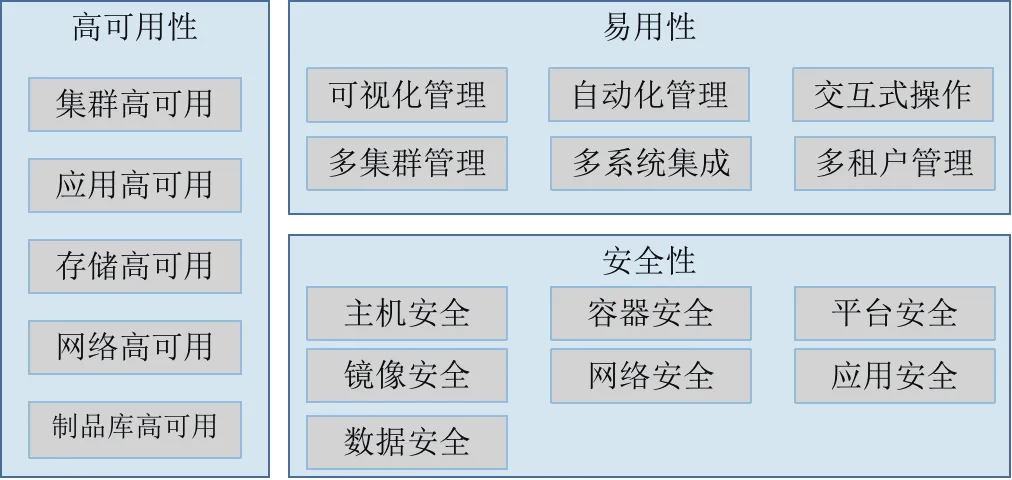 高可用性
集群高可用
应用高可用
存储高可用
网络高可用
制品库高可用
易用性
可视化管理
自动化管理
交互式操作
多集群管理
多系统集成
多租户管理
安全性
主机安全
容器安全
平台安全
镜像安全
网络安全
应用安全
数据安全